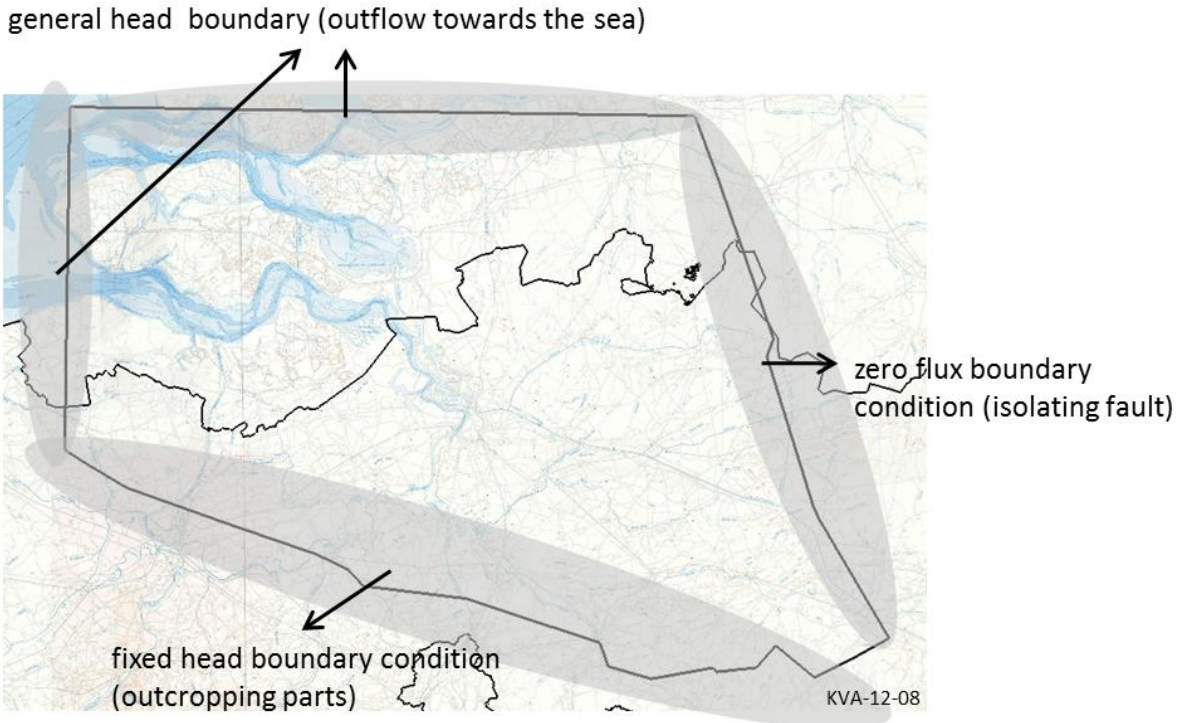 general head boundary (outflow towards the sea)
zero flux boundary
condition (isolating fault)
fixed head boundary condition
(outcropping parts)
KVA-12-08